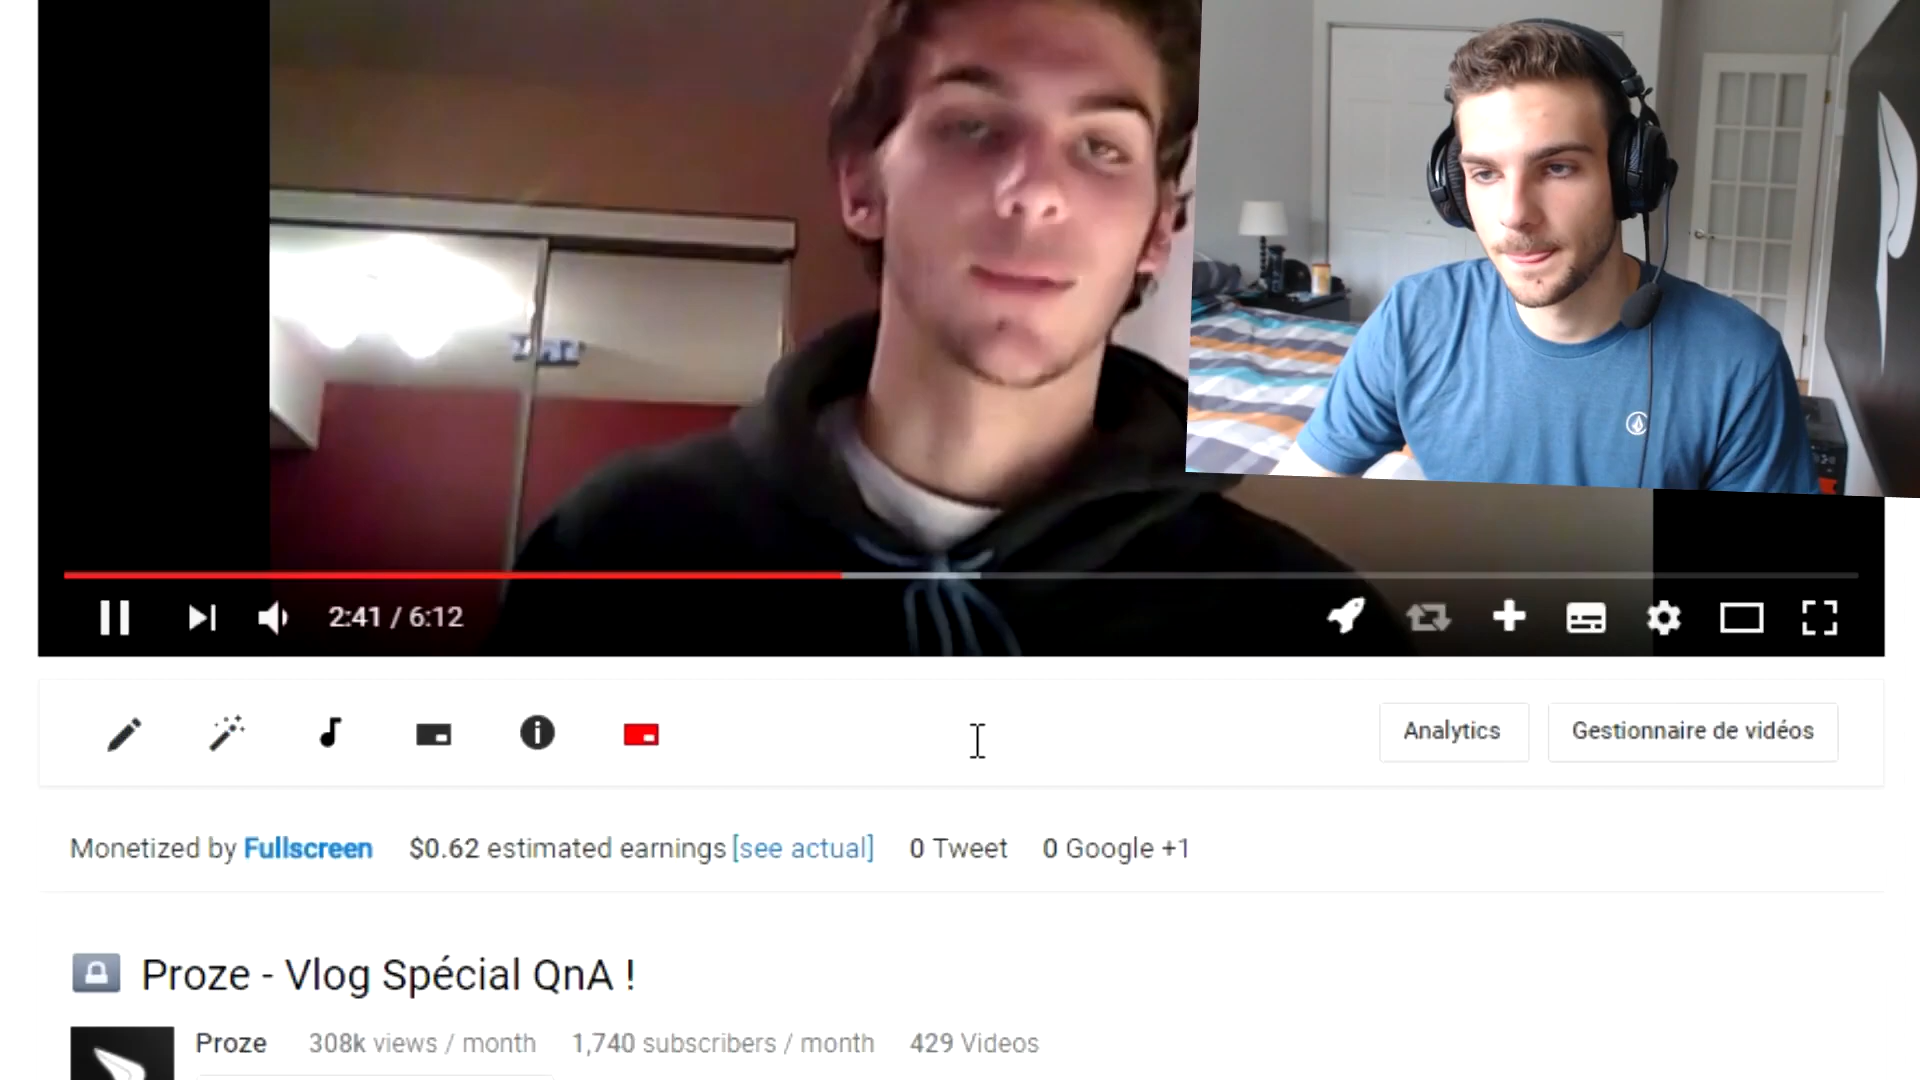 2:41 / 6:12
Analytics
Gestionnaire de vidéos
Monetized by Fullscreen $0.62 estimated earnings [see actual] 0 Tweet 0 Google +1
Proze - Vlog Spécial QnA !
Proze 308k views / month 1,740 subscribers / month 429 Videos